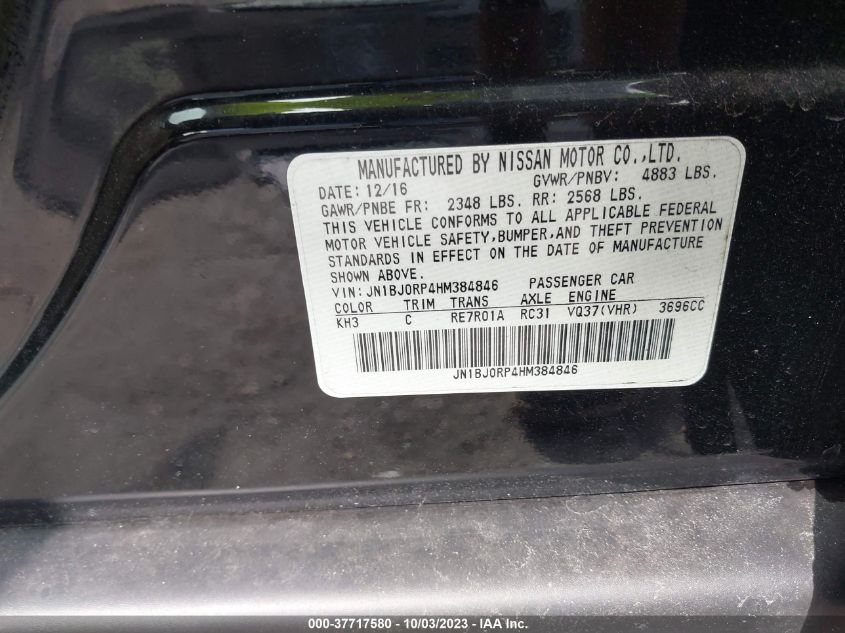 MANUFACTURED BY NISSAN MOTOR CO.,LTD.
DATE: 12/16 GVWR/PNBV: 4883 LBS.
GAWR/PNBE FR: 2348 LBS. RR: 2568 LBS.
THIS VEHICLE CONFORMS TO ALL APPLICABLE FEDERAL
MOTOR VEHICLE SAFETY,BUMPER,AND THEFT PREVENTION
STANDARDS IN EFFECT ON THE DATE OF MANUFACTURE
SHOWN ABOVE.
VIN: JN1BJ0RP4HM384846 PASSENGER CAR
COLOR TRIM TRANS AXLE ENGINE
KH3 C RE7R01A RC31 VQ37(VHR) 3696CC
JN1BJ0RP4HM384846
000-37717580 - 10/03/2023 - Copyright © 2023 IAA, Inc.